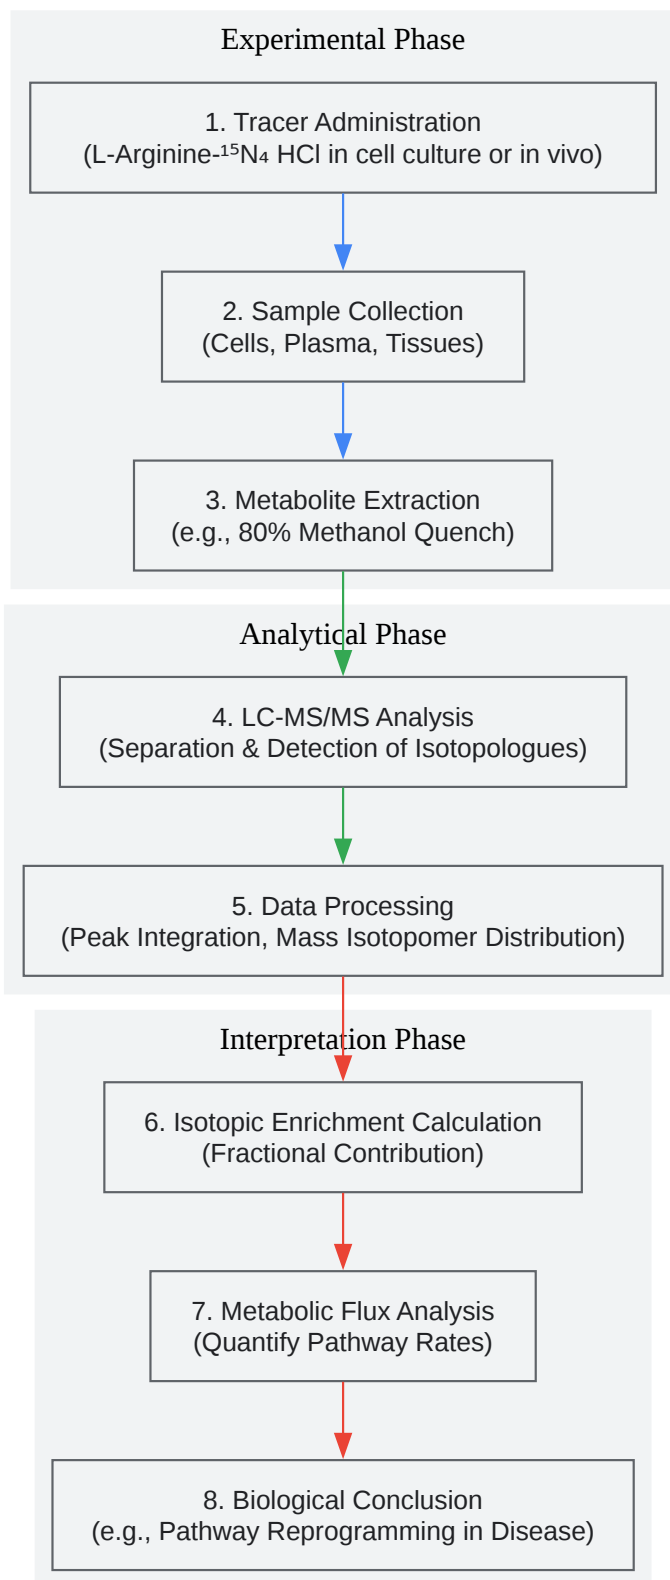 Experimental Phase
1. Tracer Administration
(L-Arginine-¹⁵N₄ HCl in cell culture or in vivo)
2. Sample Collection
(Cells, Plasma, Tissues)
3. Metabolite Extraction
(e.g., 80% Methanol Quench)
Analytical Phase
4. LC-MS/MS Analysis
(Separation & Detection of Isotopologues)
5. Data Processing
(Peak Integration, Mass Isotopomer Distribution)
Interpretation Phase
6. Isotopic Enrichment Calculation
(Fractional Contribution)
7. Metabolic Flux Analysis
(Quantify Pathway Rates)
8. Biological Conclusion
(e.g., Pathway Reprogramming in Disease)